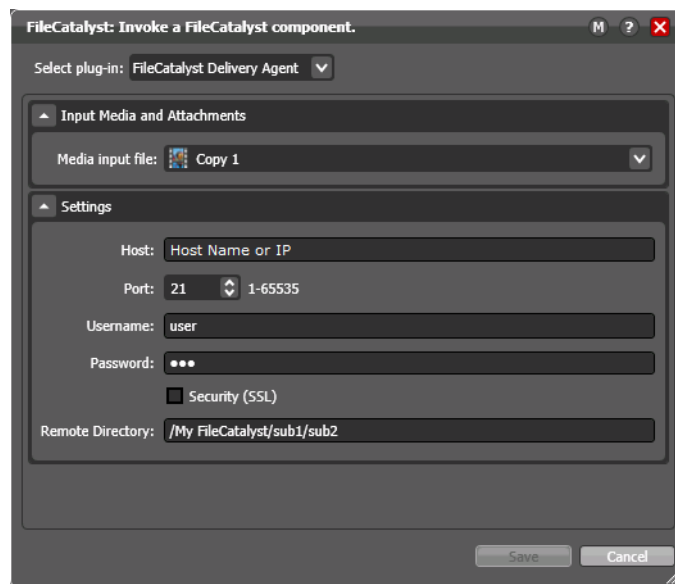 FileCatalyst: Invoke a FileCatalyst component. M ?
Select plug-in: FileCatalyst Delivery Agent
Input Media and Attachments
Media input file: Copy 1
Settings
Host: Host Name or IP
Port: 21 1-65535
Username: user
Password: •••
Security (SSL)
Remote Directory: /My FileCatalyst/sub1/sub2
Save Cancel